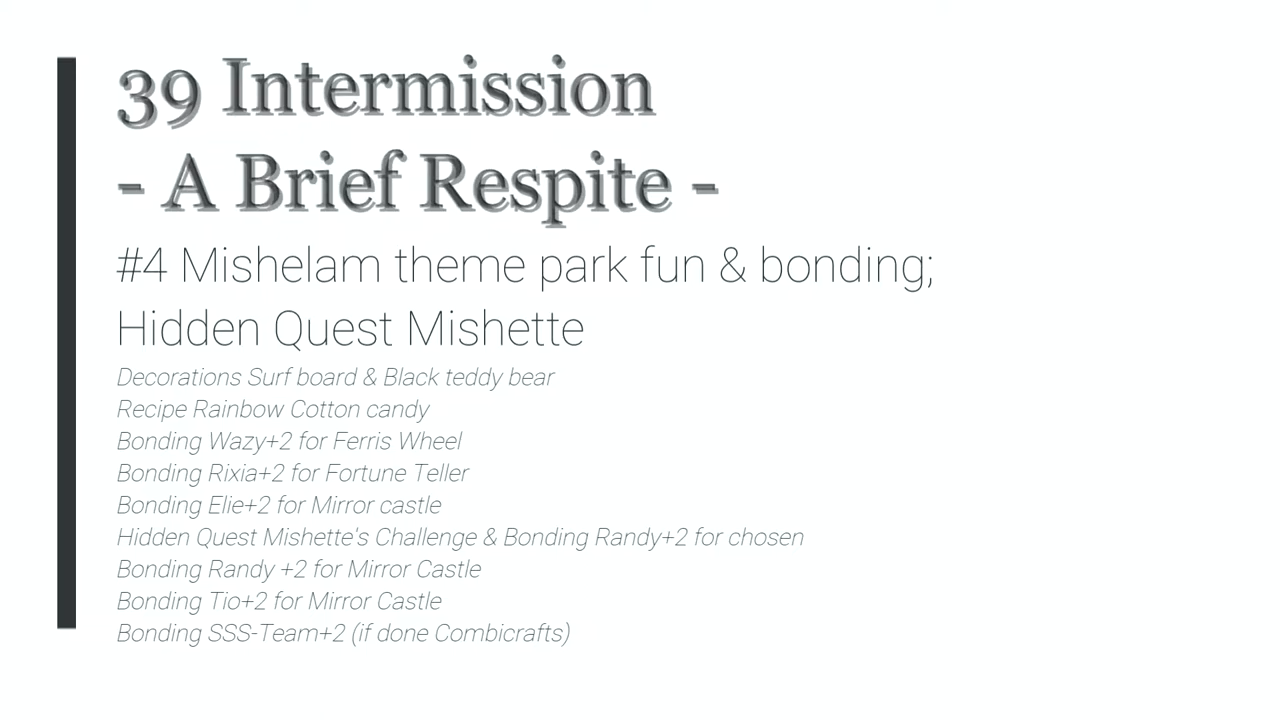 39 Intermission
- A Brief Respite -
#4 Mishelam theme park fun & bonding;
Hidden Quest Mishette
Decorations Surf board & Black teddy bear
Recipe Rainbow Cotton candy
Bonding Wazy+2 for Ferris Wheel
Bonding Rixia+2 for Fortune Teller
Bonding Elie+2 for Mirror castle
Hidden Quest Mishette's Challenge & Bonding Randy+2 for chosen
Bonding Randy +2 for Mirror Castle
Bonding Tio+2 for Mirror Castle
Bonding SSS-Team+2 (if done Combicrafts)